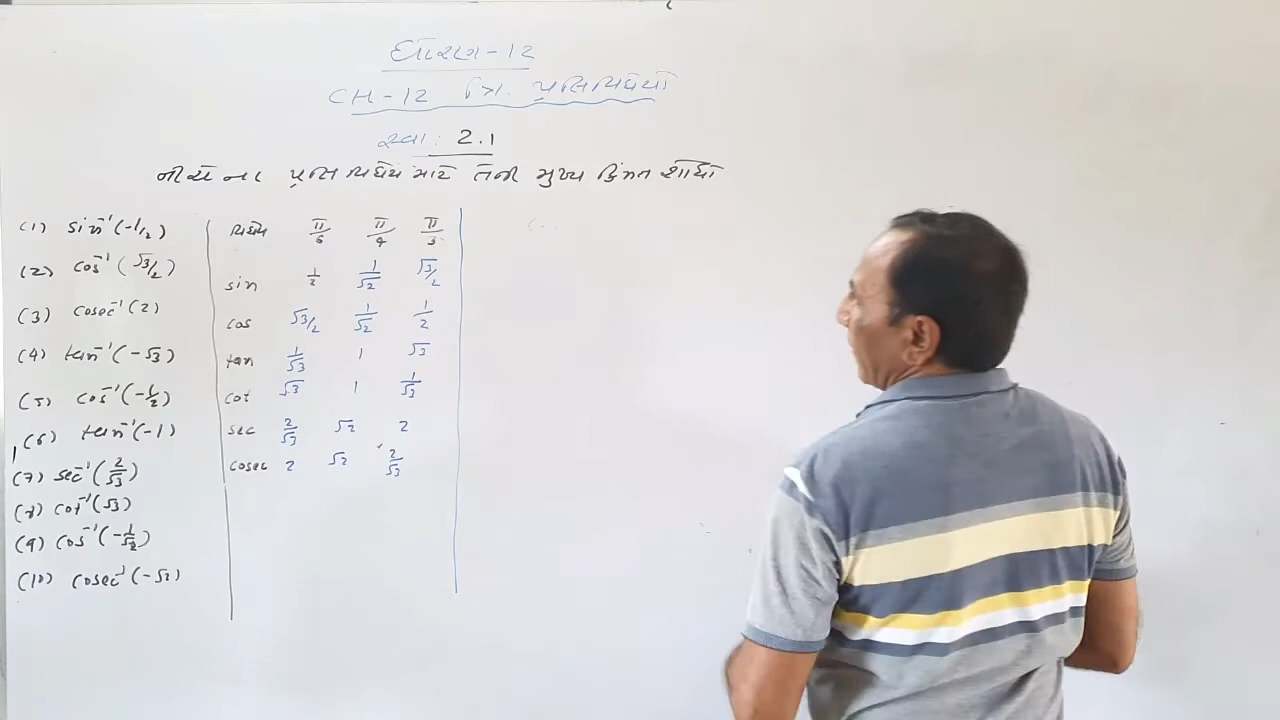 ધોરણ-12
CH-12 ત્રિ. પ્રતિવિધેયો
સ્વા: 2.1
નીચેના પ્રતિવિધેય માટે તેની મુખ્ય કિંમત શોધો
(1) sin⁻¹(-1/2)
(2) cos⁻¹(√3/2)
(3) cosec⁻¹(2)
(4) tan⁻¹(-√3)
(5) cos⁻¹(-1/2)
(6) tan⁻¹(-1)
(7) sec⁻¹(2/√3)
(8) cot⁻¹(√3)
(9) cos⁻¹(-1/√2)
(10) cosec⁻¹(-√2)
વિધેય π/6 π/4 π/3
sin 1/2 1/√2 √3/2
cos √3/2 1/√2 1/2
tan 1/√3 1 √3
cot √3 1 1/√3
sec 2/√3 √2 2
cosec 2 √2 2/√3